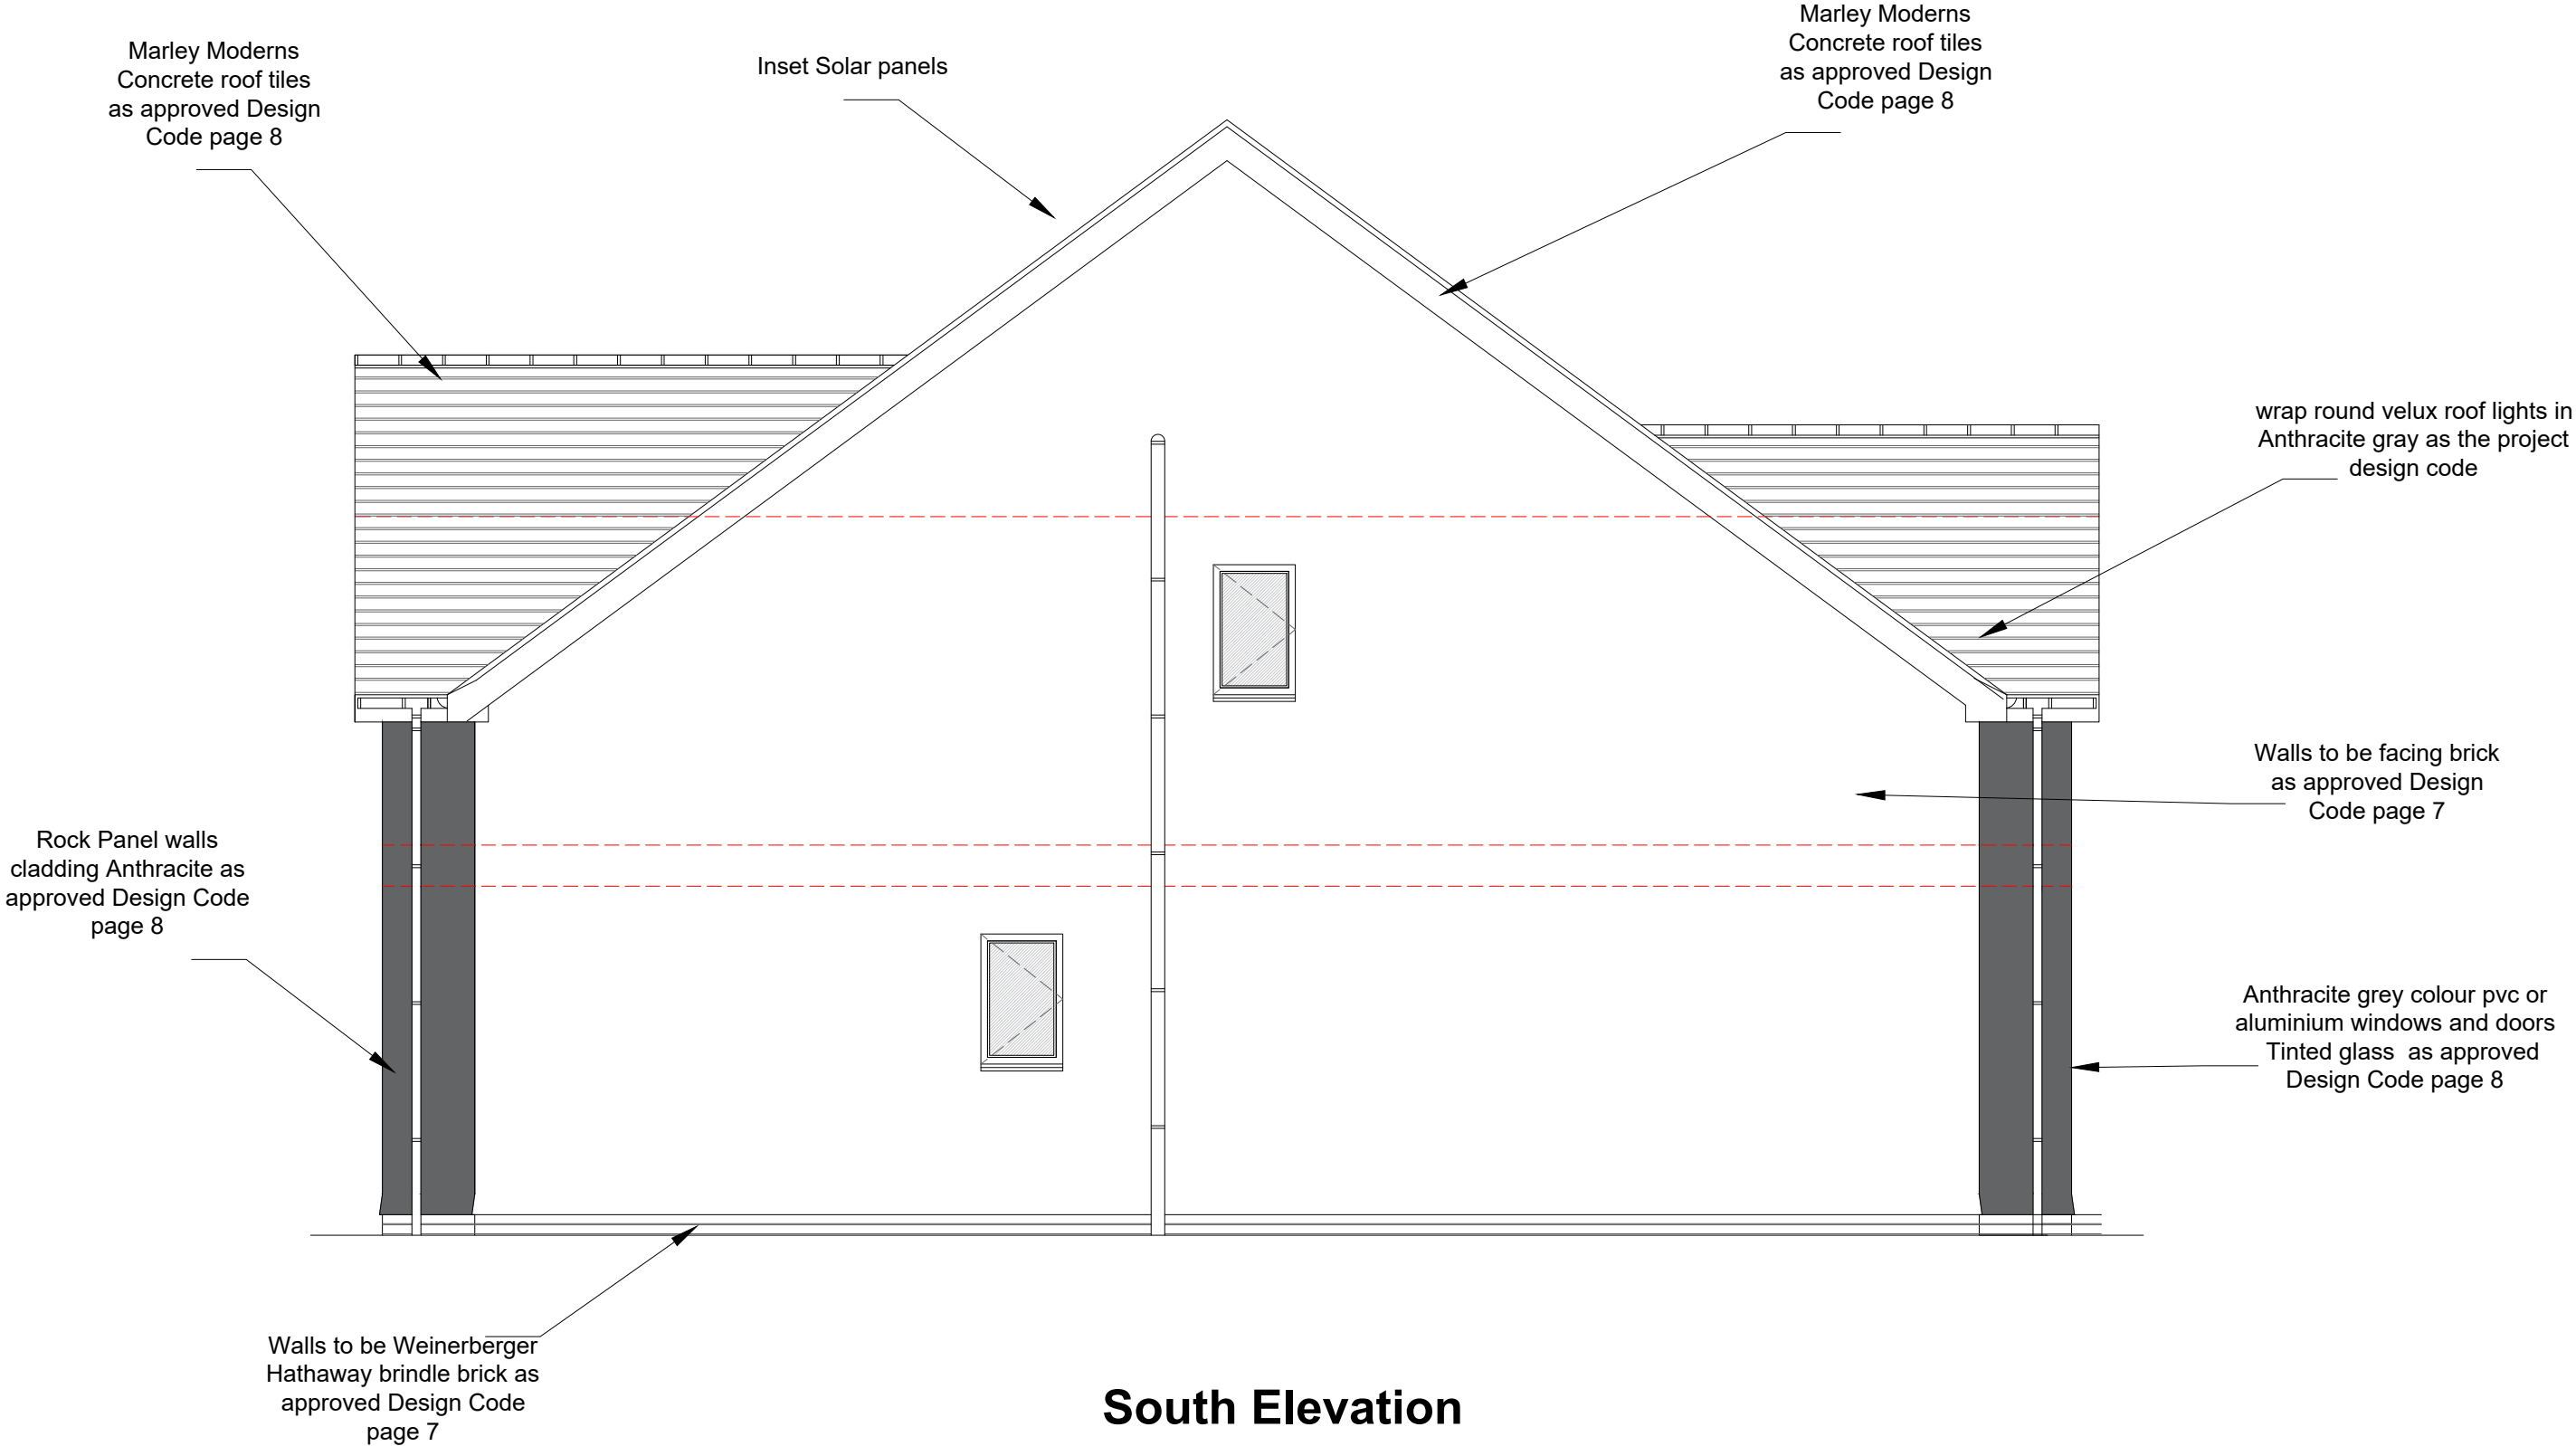 Marley Moderns
Concrete roof tiles
as approved Design
Code page 8
Inset Solar panels
Marley Moderns
Concrete roof tiles
as approved Design
Code page 8
wrap round velux roof lights in
Anthracite gray as the project
design code
Walls to be facing brick
as approved Design
Code page 7
Rock Panel walls
cladding Anthracite as
approved Design Code
page 8
Anthracite grey colour pvc or
aluminium windows and doors
Tinted glass as approved
Design Code page 8
Walls to be Weinerberger
Hathaway brindle brick as
approved Design Code
page 7
South Elevation